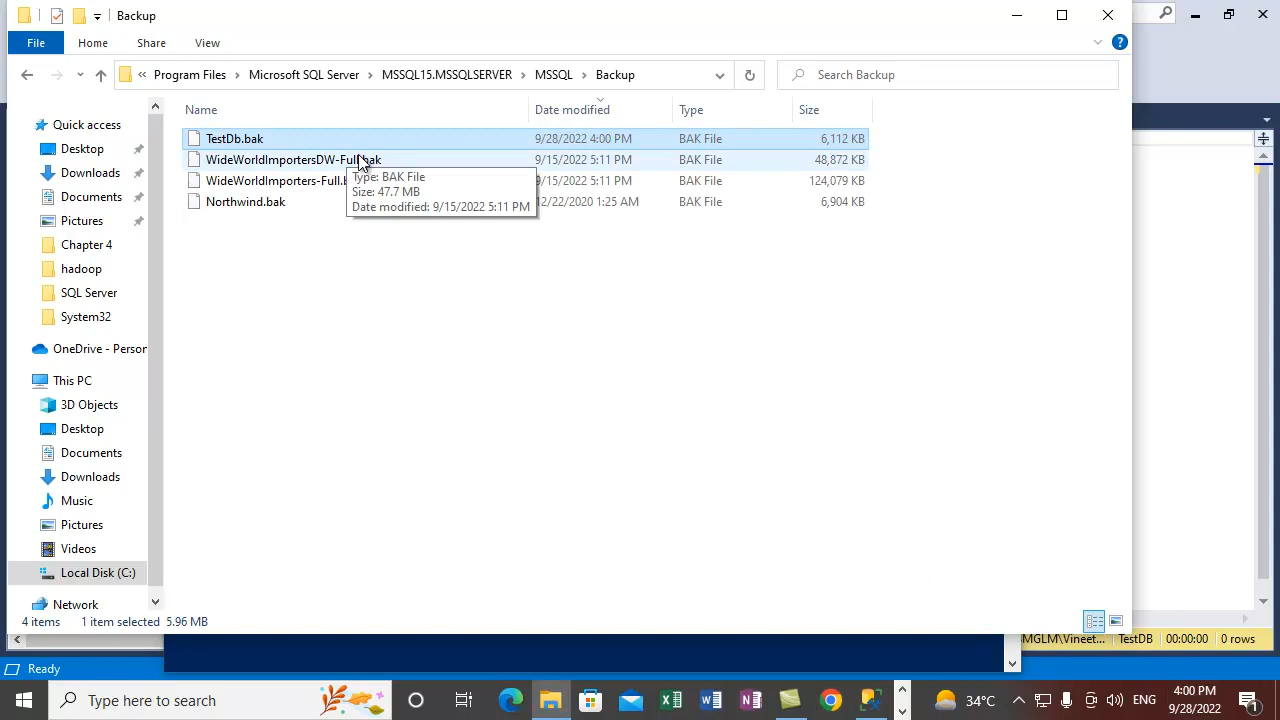 Backup
File Home Share View
Program Files Microsoft SQL Server MSSQL15.MSSQLSERVER MSSQL Backup
Search Backup
Name Date modified Type Size
TestDb.bak 9/28/2022 4:00 PM BAK File 6,112 KB
WideWorldImportersDW-Full.bak 9/15/2022 5:11 PM BAK File 48,872 KB
WideWorldImporters-Full.b 9/15/2022 5:11 PM BAK File 124,079 KB
Northwind.bak 12/22/2020 1:25 AM BAK File 6,904 KB
Type: BAK File
Size: 47.7 MB
Date modified: 9/15/2022 5:11 PM
Quick access
Desktop
Downloads
Documents
Pictures
Chapter 4
hadoop
SQL Server
System32
OneDrive - Person
This PC
3D Objects
Desktop
Documents
Downloads
Music
Pictures
Videos
Local Disk (C:)
Network
4 items 1 item selected 5.96 MB
MGLM\Vineet... TestDB 00:00:00 0 rows
Ready
Type here to search
34°C ENG
4:00 PM
9/28/2022
1